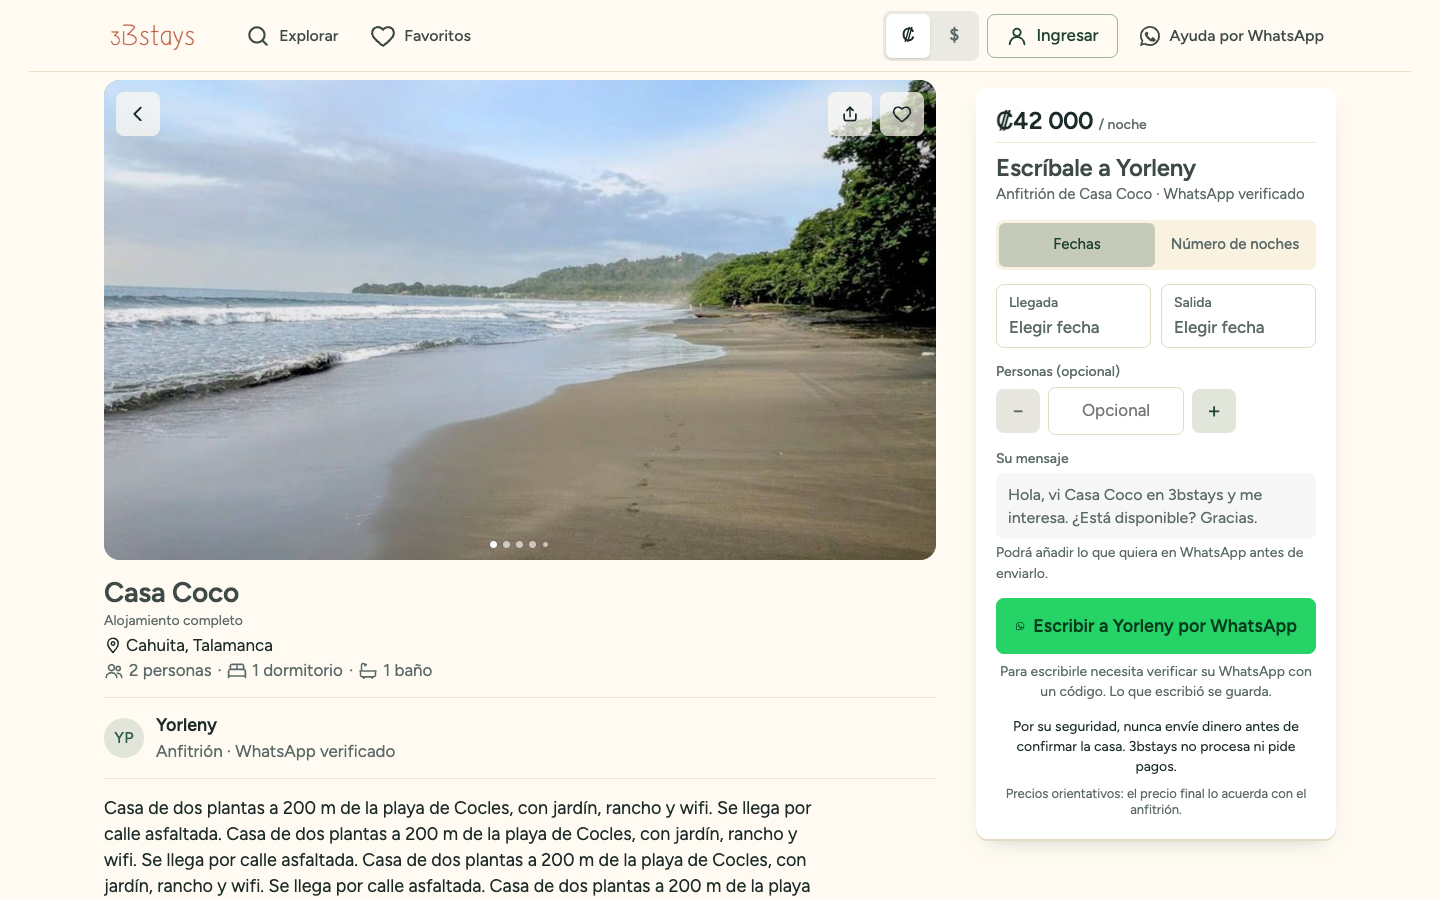 3Bstays
Explorar
Favoritos
₡
$
Ingresar
Ayuda por WhatsApp
₡42 000 / noche
Escríbale a Yorleny
Anfitrión de Casa Coco · WhatsApp verificado
Fechas
Número de noches
Llegada
Elegir fecha
Salida
Elegir fecha
Personas (opcional)
−
Opcional
+
Su mensaje
Hola, vi Casa Coco en 3bstays y me
interesa. ¿Está disponible? Gracias.
Podrá añadir lo que quiera en WhatsApp antes de
enviarlo.
Escribir a Yorleny por WhatsApp
Para escribirle necesita verificar su WhatsApp con
un código. Lo que escribió se guarda.
Por su seguridad, nunca envíe dinero antes de
confirmar la casa. 3bstays no procesa ni pide
pagos.
Precios orientativos: el precio final lo acuerda con el
anfitrión.
Casa Coco
Alojamiento completo
Cahuita, Talamanca
2 personas · 1 dormitorio · 1 baño
YP
Yorleny
Anfitrión · WhatsApp verificado
Casa de dos plantas a 200 m de la playa de Cocles, con jardín, rancho y wifi. Se llega por
calle asfaltada. Casa de dos plantas a 200 m de la playa de Cocles, con jardín, rancho y
wifi. Se llega por calle asfaltada. Casa de dos plantas a 200 m de la playa de Cocles, con
jardín, rancho y wifi. Se llega por calle asfaltada. Casa de dos plantas a 200 m de la playa